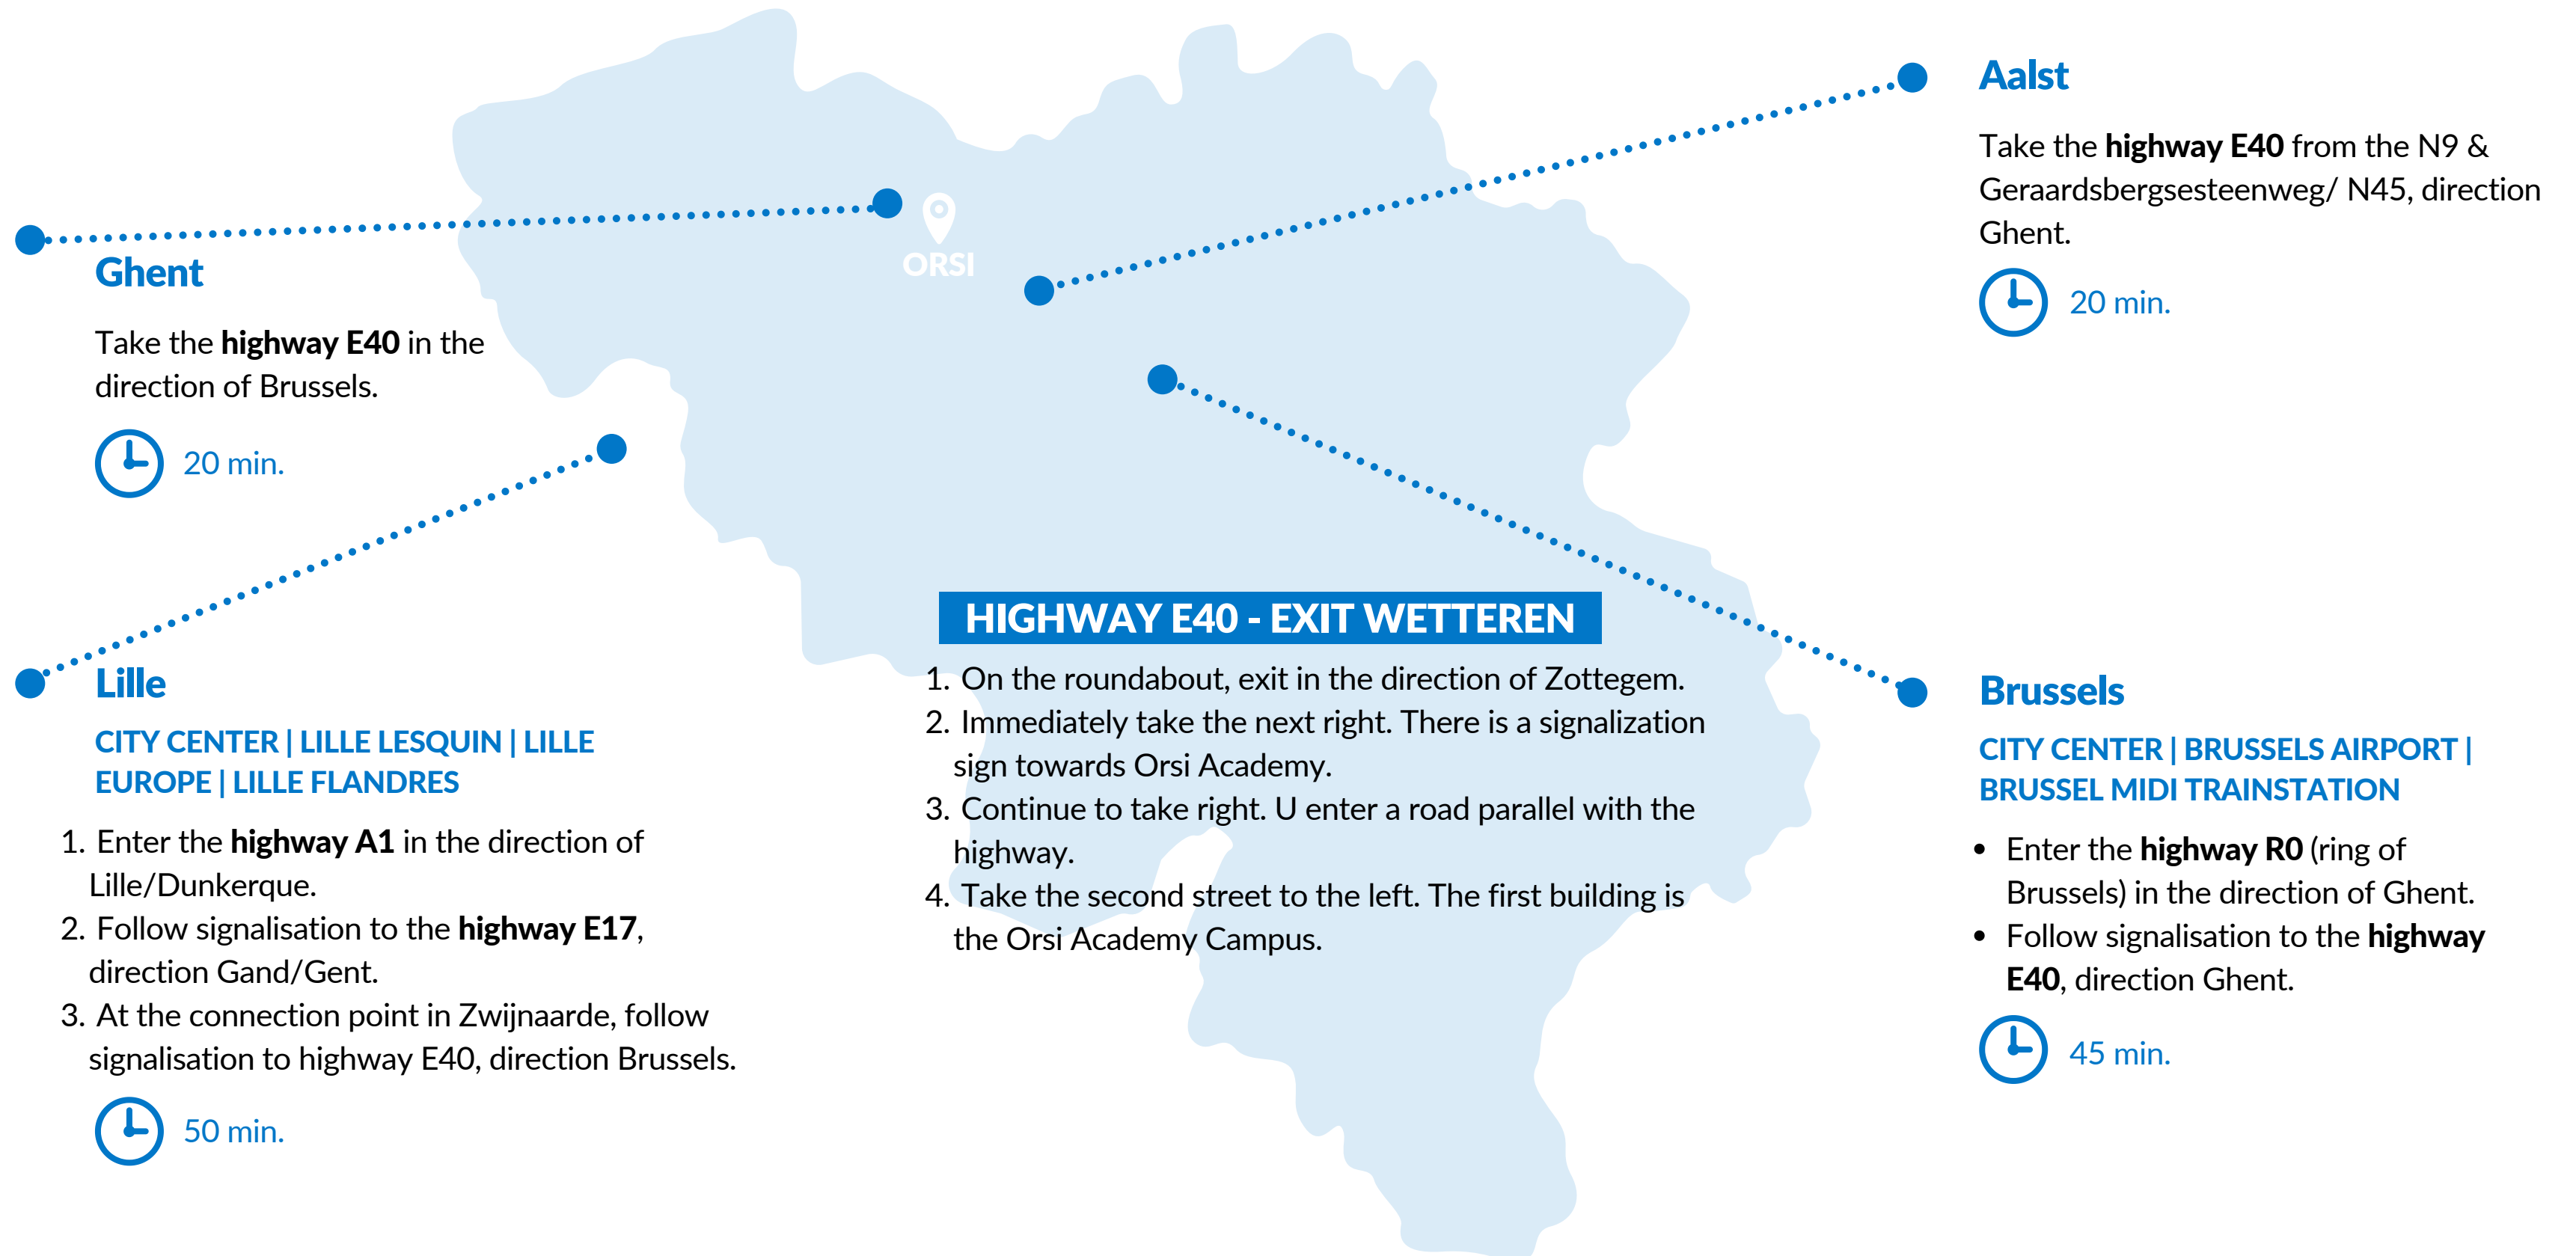 Ghent
Take the highway E40 in the
direction of Brussels.
20 min.
ORSI
Aalst
Take the highway E40 from the N9 &
Geraardsbergsesteenweg/ N45, direction
Ghent.
20 min.
Lille
CITY CENTER | LILLE LESQUIN | LILLE
EUROPE | LILLE FLANDRES
1. Enter the highway A1 in the direction of
Lille/Dunkerque.
2. Follow signalisation to the highway E17,
direction Gand/Gent.
3. At the connection point in Zwijnaarde, follow
signalisation to highway E40, direction Brussels.
50 min.
HIGHWAY E40 - EXIT WETTEREN
1. On the roundabout, exit in the direction of Zottegem.
2. Immediately take the next right. There is a signalization
sign towards Orsi Academy.
3. Continue to take right. U enter a road parallel with the
highway.
4. Take the second street to the left. The first building is
the Orsi Academy Campus.
Brussels
CITY CENTER | BRUSSELS AIRPORT |
BRUSSEL MIDI TRAINSTATION
• Enter the highway R0 (ring of
Brussels) in the direction of Ghent.
• Follow signalisation to the highway
E40, direction Ghent.
45 min.